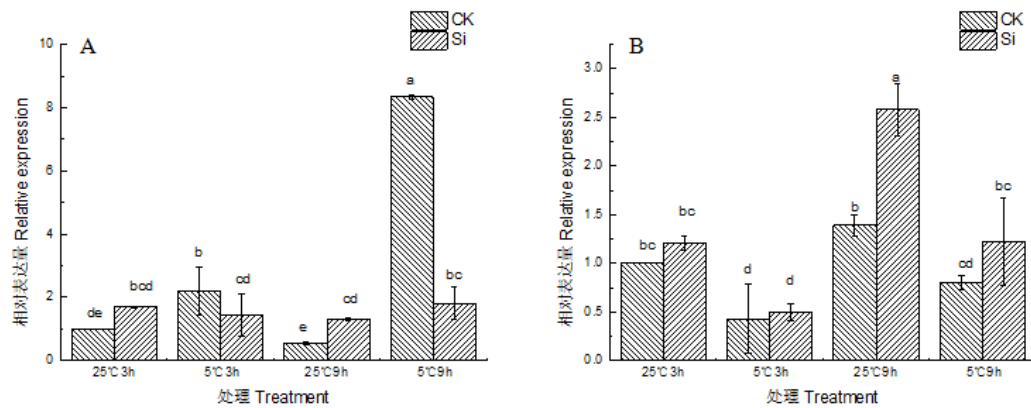 A
CK
Si
相对表达量 Relative expression
10
8
6
4
2
0
de
bcd
b
cd
e
cd
a
bc
25℃3h
5℃3h
25℃9h
5℃9h
处理 Treatment
B
CK
Si
相对表达量 Relative expression
3.0
2.5
2.0
1.5
1.0
0.5
0.0
bc
bc
d
d
b
a
cd
bc
25℃3h
5℃3h
25℃9h
5℃9h
处理 Treatment